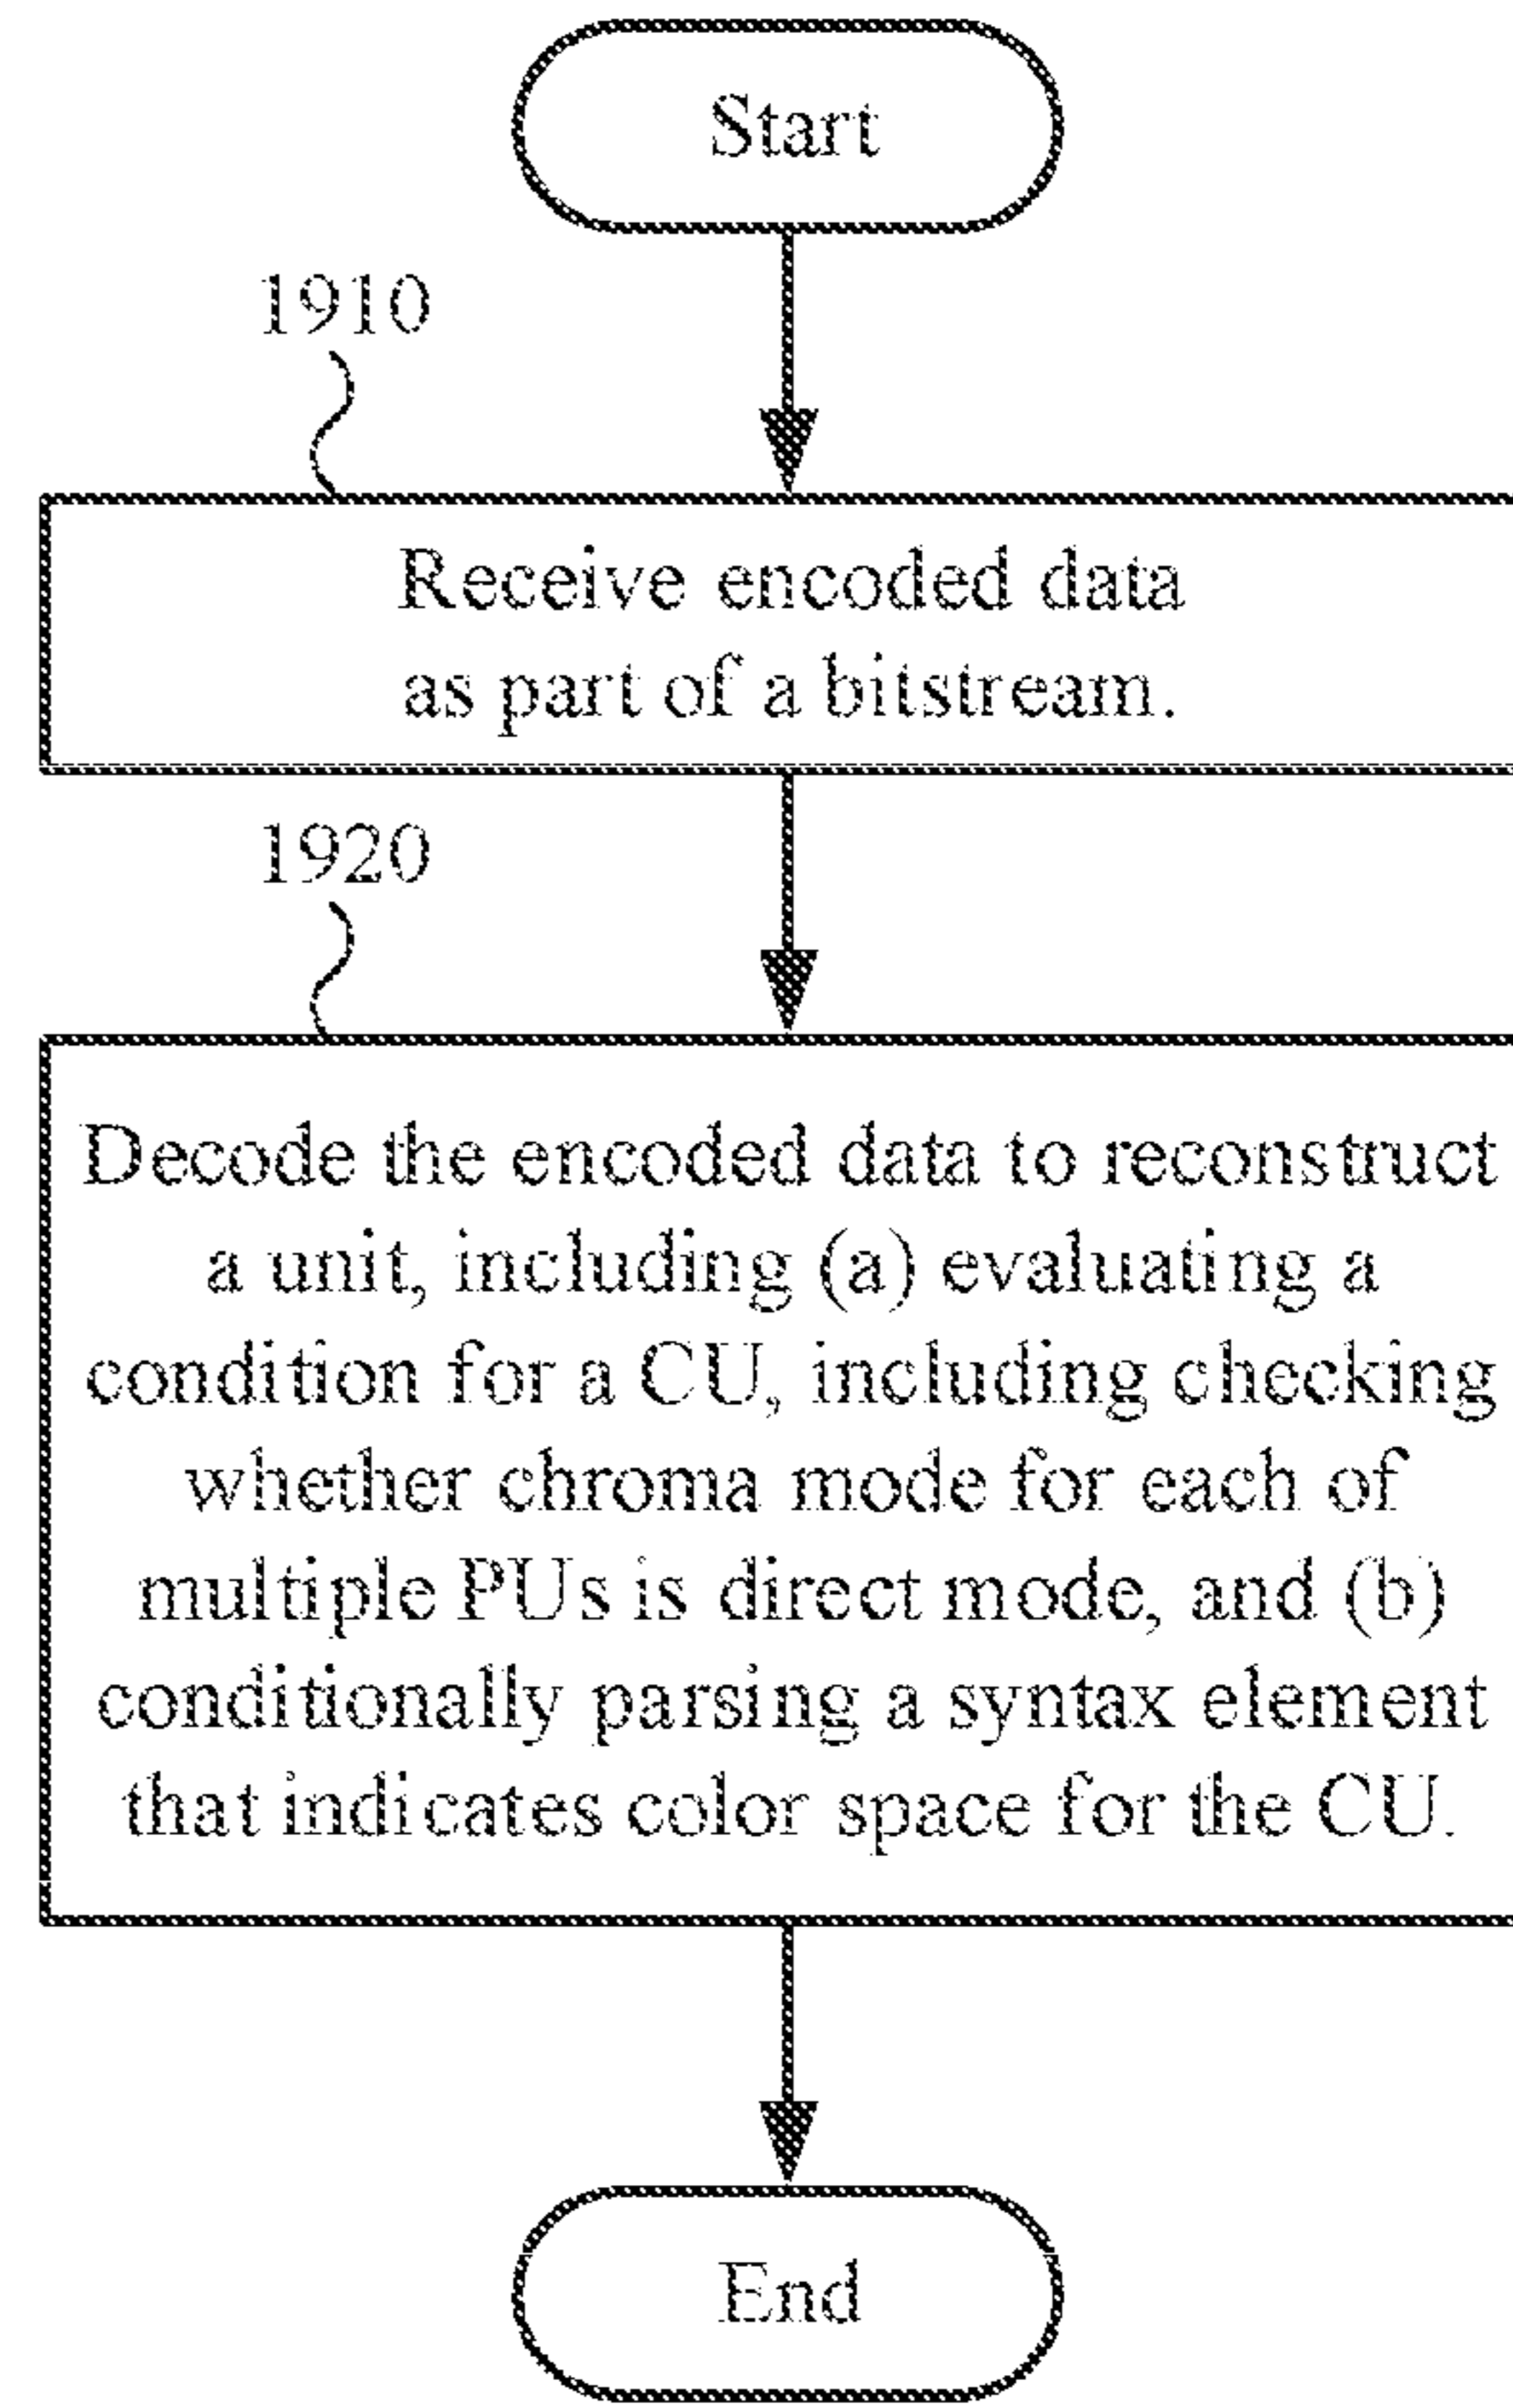 Start
1910
Receive encoded data
as part of a bitstream.
1920
Decode the encoded data to reconstruct
a unit, including (a) evaluating a
condition for a CU, including checking
whether chroma mode for each of
multiple PUs is direct mode, and (b)
conditionally parsing a syntax element
that indicates color space for the CU.
End